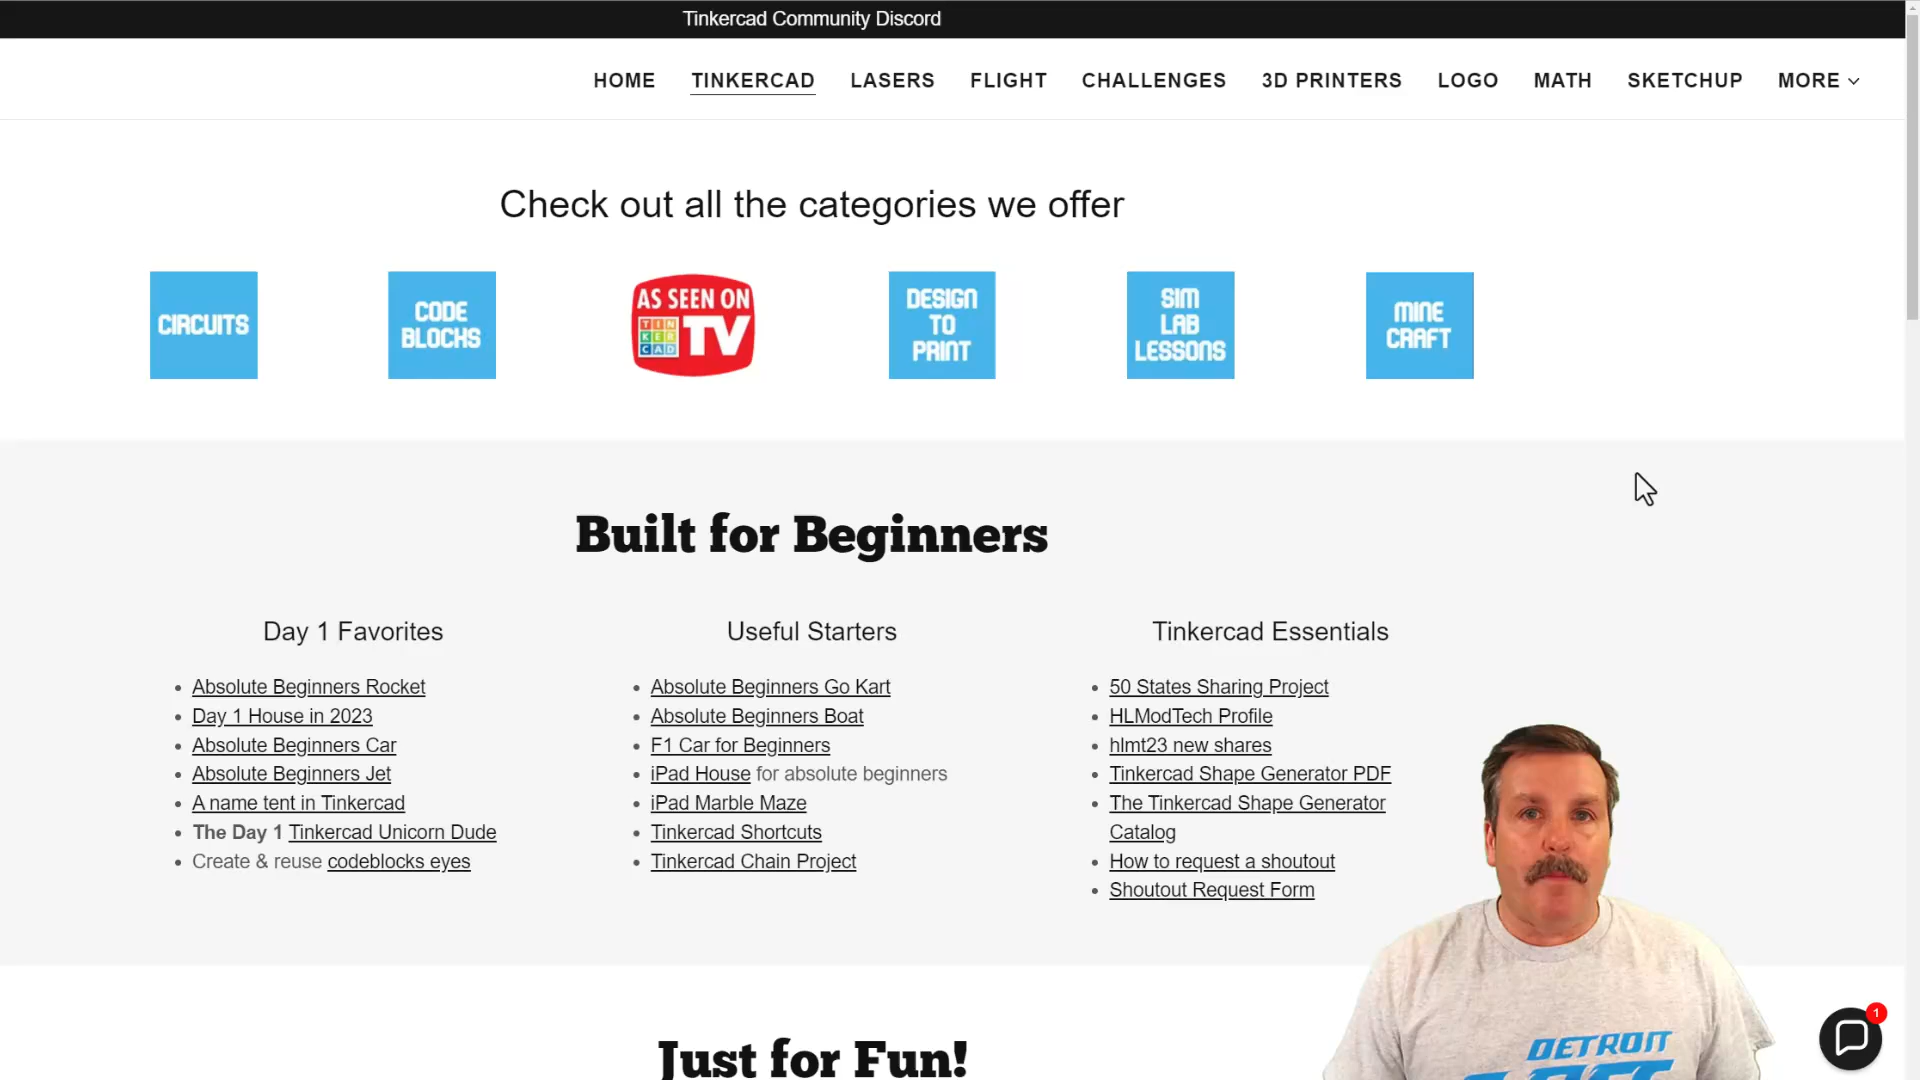 Tinkercad Community Discord
HOME TINKERCAD LASERS FLIGHT CHALLENGES 3D PRINTERS LOGO MATH SKETCHUP MORE
Check out all the categories we offer
CIRCUITS
CODE
BLOCKS
AS SEEN ON
TIN
KER
CAD
TV
DESIGN
TO
PRINT
SIM
LAB
LESSONS
MINE
CRAFT
Built for Beginners
Day 1 Favorites
Absolute Beginners Rocket
Day 1 House in 2023
Absolute Beginners Car
Absolute Beginners Jet
A name tent in Tinkercad
The Day 1 Tinkercad Unicorn Dude
Create & reuse codeblocks eyes
Useful Starters
Absolute Beginners Go Kart
Absolute Beginners Boat
F1 Car for Beginners
iPad House for absolute beginners
iPad Marble Maze
Tinkercad Shortcuts
Tinkercad Chain Project
Tinkercad Essentials
50 States Sharing Project
HLModTech Profile
hlmt23 new shares
Tinkercad Shape Generator PDF
The Tinkercad Shape Generator
Catalog
How to request a shoutout
Shoutout Request Form
Just for Fun!
DETROIT
1